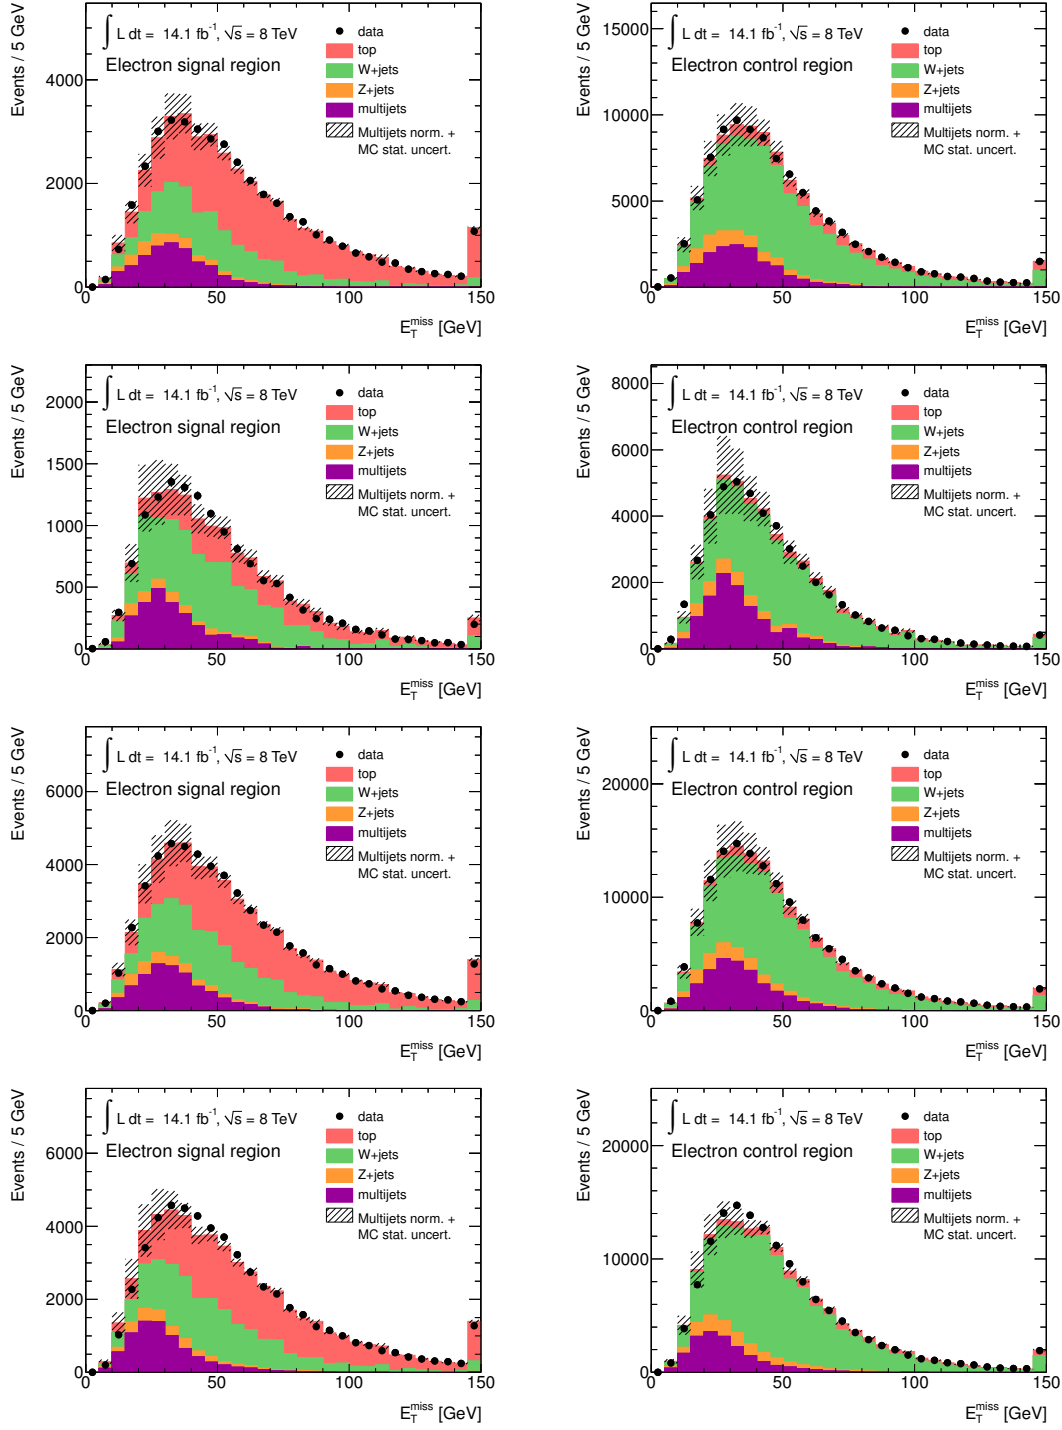 Events / 5 GeV
∫ L dt = 14.1 fb⁻¹, √s = 8 TeV
Electron signal region
data
top
W+jets
Z+jets
multijets
Multijets norm. +
MC stat. uncert.
4000
2000
0
0 50 100 150
E_T^miss [GeV]
Events / 5 GeV
∫ L dt = 14.1 fb⁻¹, √s = 8 TeV
Electron control region
data
top
W+jets
Z+jets
multijets
Multijets norm. +
MC stat. uncert.
15000
10000
5000
0
0 50 100 150
E_T^miss [GeV]
Events / 5 GeV
∫ L dt = 14.1 fb⁻¹, √s = 8 TeV
Electron signal region
data
top
W+jets
Z+jets
multijets
Multijets norm. +
MC stat. uncert.
2000
1500
1000
500
0
0 50 100 150
E_T^miss [GeV]
Events / 5 GeV
∫ L dt = 14.1 fb⁻¹, √s = 8 TeV
Electron control region
data
top
W+jets
Z+jets
multijets
Multijets norm. +
MC stat. uncert.
8000
6000
4000
2000
0
0 50 100 150
E_T^miss [GeV]
Events / 5 GeV
∫ L dt = 14.1 fb⁻¹, √s = 8 TeV
Electron signal region
data
top
W+jets
Z+jets
multijets
Multijets norm. +
MC stat. uncert.
6000
4000
2000
0
0 50 100 150
E_T^miss [GeV]
Events / 5 GeV
∫ L dt = 14.1 fb⁻¹, √s = 8 TeV
Electron control region
data
top
W+jets
Z+jets
multijets
Multijets norm. +
MC stat. uncert.
20000
10000
0
0 50 100 150
E_T^miss [GeV]
Events / 5 GeV
∫ L dt = 14.1 fb⁻¹, √s = 8 TeV
Electron signal region
data
top
W+jets
Z+jets
multijets
Multijets norm. +
MC stat. uncert.
6000
4000
2000
0
0 50 100 150
E_T^miss [GeV]
Events / 5 GeV
∫ L dt = 14.1 fb⁻¹, √s = 8 TeV
Electron control region
data
top
W+jets
Z+jets
multijets
Multijets norm. +
MC stat. uncert.
20000
10000
0
0 50 100 150
E_T^miss [GeV]